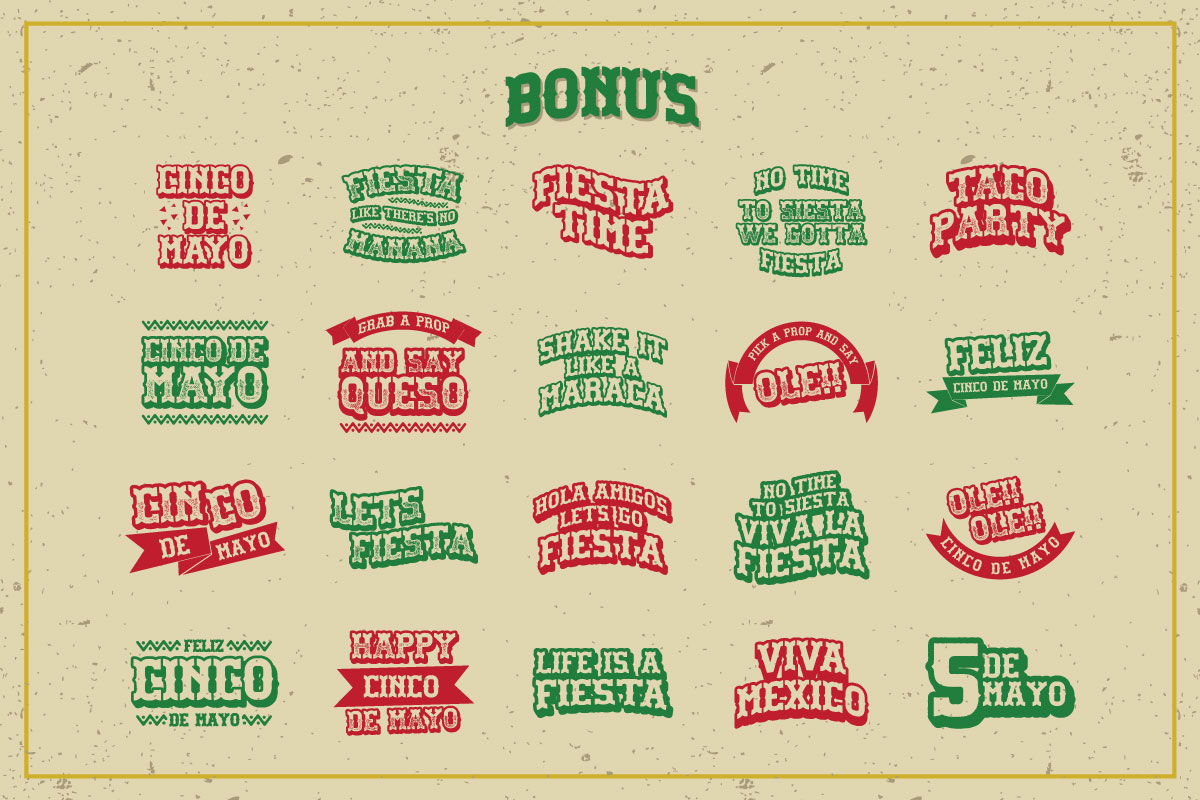 BONUS
CINCO
DE
MAYO
FIESTA
LIKE THERE'S NO
MANANA
FIESTA
TIME
NO TIME
TO SIESTA
WE GOTTA
FIESTA
TACO
PARTY
CINCO DE
MAYO
GRAB A PROP
AND SAY
QUESO
SHAKE IT
LIKE A
MARACA
PICK A PROP AND SAY
OLE!!
FELIZ
CINCO DE MAYO
CINCO
DE MAYO
LETS
FIESTA
HOLA AMIGOS
LETS GO
FIESTA
NO TIME
TO SIESTA
VIVA LA
FIESTA
OLE!!
OLE!!
CINCO DE MAYO
FELIZ
CINCO
DE MAYO
HAPPY
CINCO
DE MAYO
LIFE IS A
FIESTA
VIVA
MEXICO
5 DE
MAYO